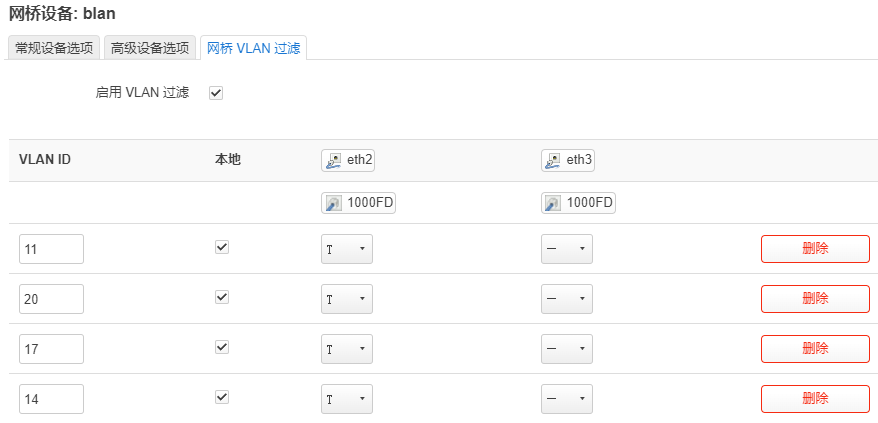 网桥设备: blan
常规设备选项 高级设备选项 网桥 VLAN 过滤
启用 VLAN 过滤
VLAN ID 本地 eth2 eth3
1000FD 1000FD
11 T — 删除
20 T — 删除
17 T — 删除
14 T — 删除